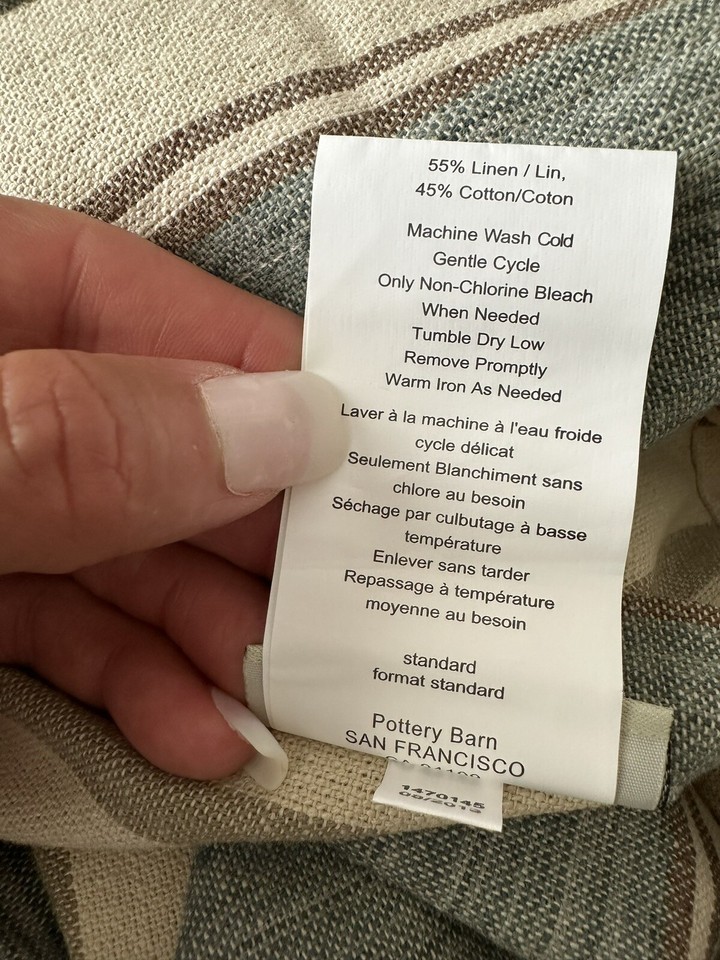 55% Linen / Lin,
45% Cotton/Coton
Machine Wash Cold
Gentle Cycle
Only Non-Chlorine Bleach
When Needed
Tumble Dry Low
Remove Promptly
Warm Iron As Needed
Laver à la machine à l'eau froide
cycle délicat
Seulement Blanchiment sans
chlore au besoin
Séchage par culbutage à basse
température
Enlever sans tarder
Repassage à température
moyenne au besoin
standard
format standard
Pottery Barn
SAN FRANCISCO
1470145